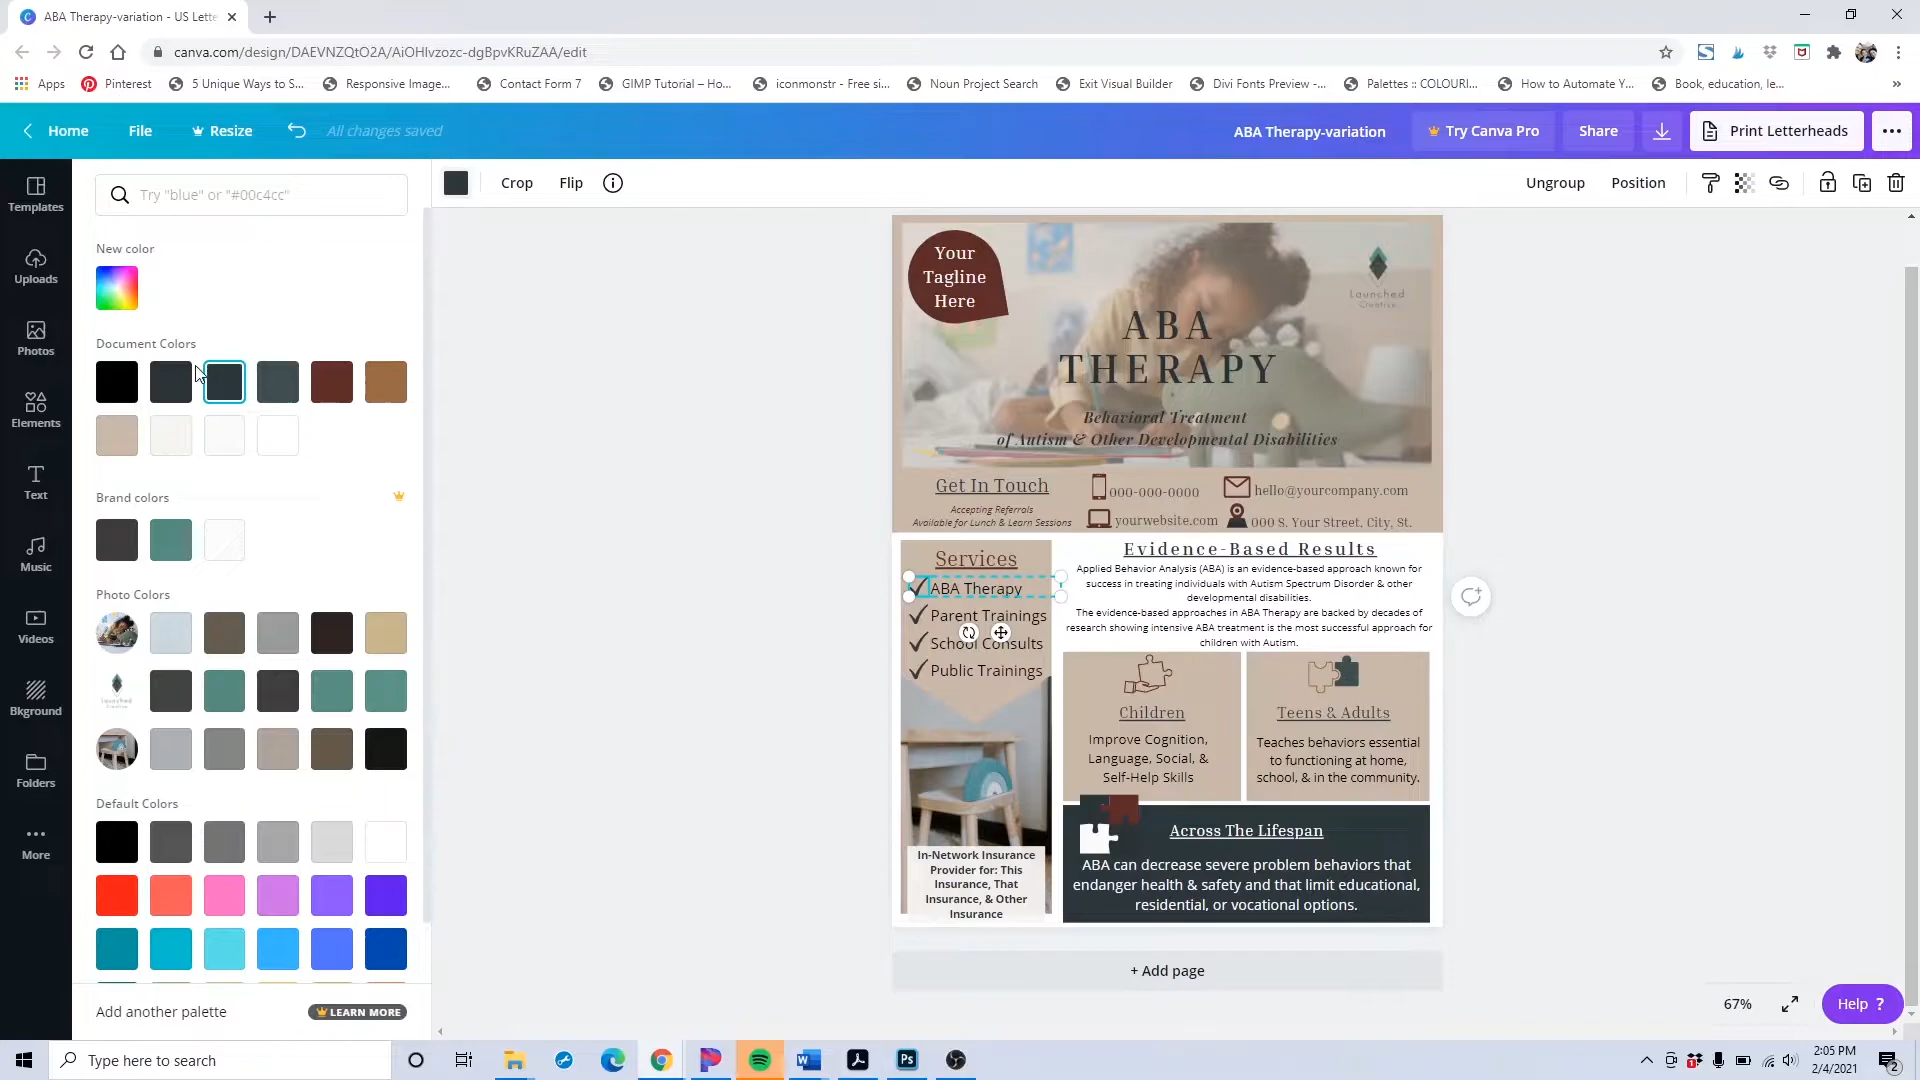 ABA Therapy-variation - US Lette
canva.com/design/DAEVNZQtO2A/AiOHlvzozc-dgBpvKRuZAA/edit
Apps
Pinterest
5 Unique Ways to S...
Responsive Image...
Contact Form 7
GIMP Tutorial – Ho...
iconmonstr - Free si...
Noun Project Search
Exit Visual Builder
Divi Fonts Preview -...
Palettes :: COLOURl...
How to Automate Y...
Book, education, le...
Home
File
Resize
All changes saved
ABA Therapy-variation
Try Canva Pro
Share
Print Letterheads
Templates
Uploads
Photos
Elements
Text
Music
Videos
Bkground
Folders
More
Try "blue" or "#00c4cc"
New color
Document Colors
Brand colors
Photo Colors
Default Colors
Add another palette
LEARN MORE
Crop
Flip
Ungroup
Position
Your
Tagline
Here
Launched
Creative
ABA
THERAPY
Behavioral Treatment
of Autism & Other Developmental Disabilities
Get In Touch
Accepting Referrals
Available for Lunch & Learn Sessions
000-000-0000
hello@yourcompany.com
yourwebsite.com
000 S. Your Street, City, St.
Services
ABA Therapy
Parent Trainings
School Consults
Public Trainings
Evidence-Based Results
Applied Behavior Analysis (ABA) is an evidence-based approach known for
success in treating individuals with Autism Spectrum Disorder & other
developmental disabilities.
The evidence-based approaches in ABA Therapy are backed by decades of
research showing intensive ABA treatment is the most successful approach for
children with Autism.
Children
Improve Cognition,
Language, Social, &
Self-Help Skills
Teens & Adults
Teaches behaviors essential
to functioning at home,
school, & in the community.
In-Network Insurance
Provider for: This
Insurance, That
Insurance, & Other
Insurance
Across The Lifespan
ABA can decrease severe problem behaviors that
endanger health & safety and that limit educational,
residential, or vocational options.
+ Add page
67%
Help ?
Type here to search
2:05 PM
2/4/2021
2